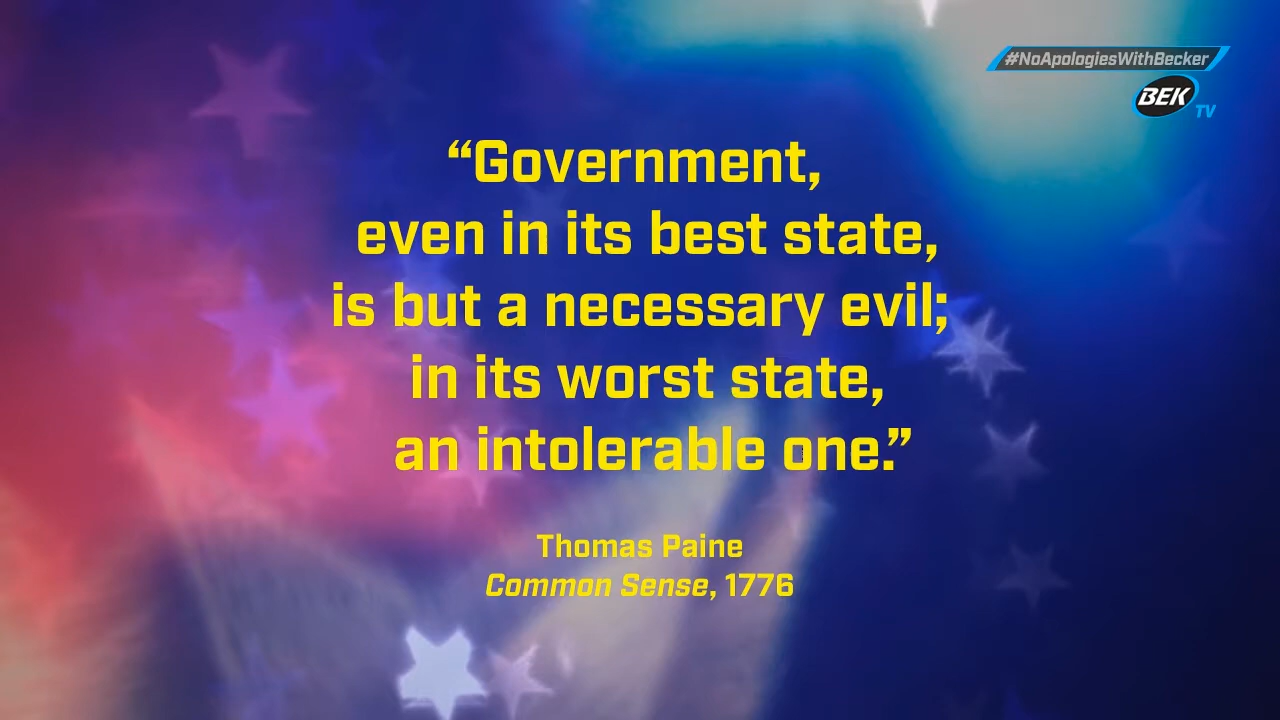 #NoApologiesWithBecker
BEK TV
“Government,
even in its best state,
is but a necessary evil;
in its worst state,
an intolerable one.”
Thomas Paine
Common Sense, 1776